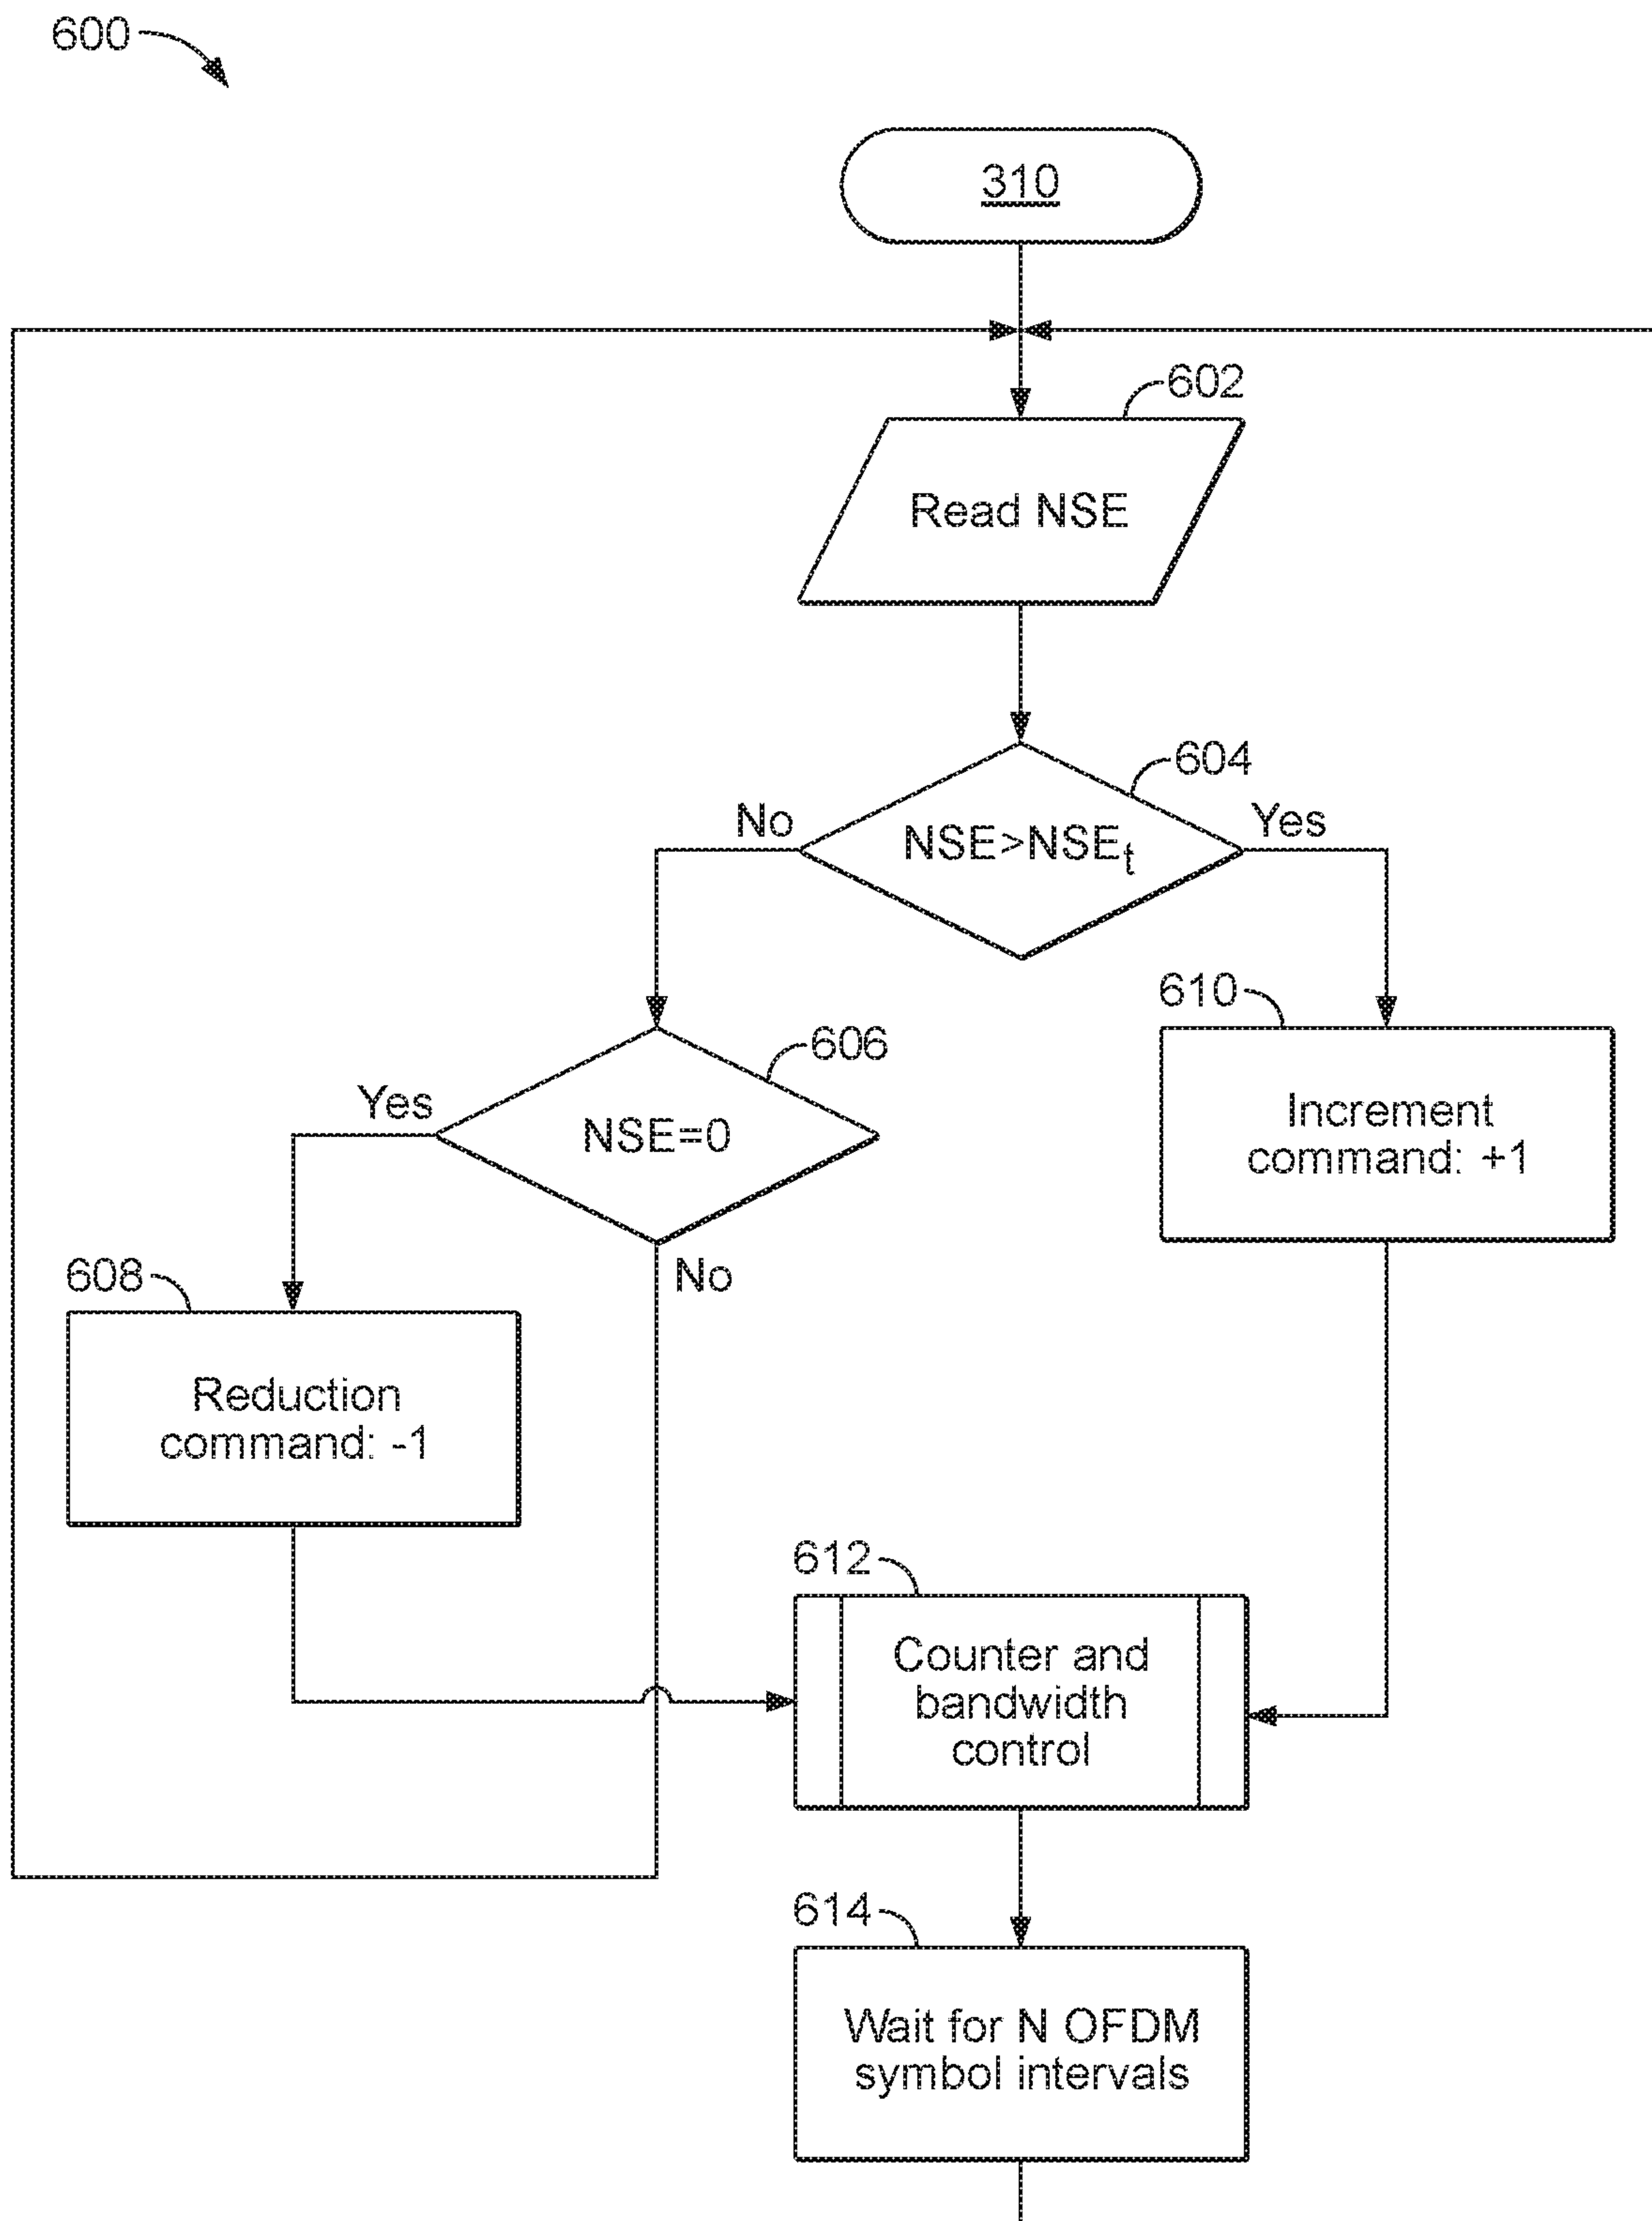 600
310
602
Read NSE
604
No
NSE>NSEt
Yes
610
606
Yes
NSE=0
Increment
command: +1
608
No
Reduction
command: -1
612
Counter and
bandwidth
control
614
Wait for N OFDM
symbol intervals